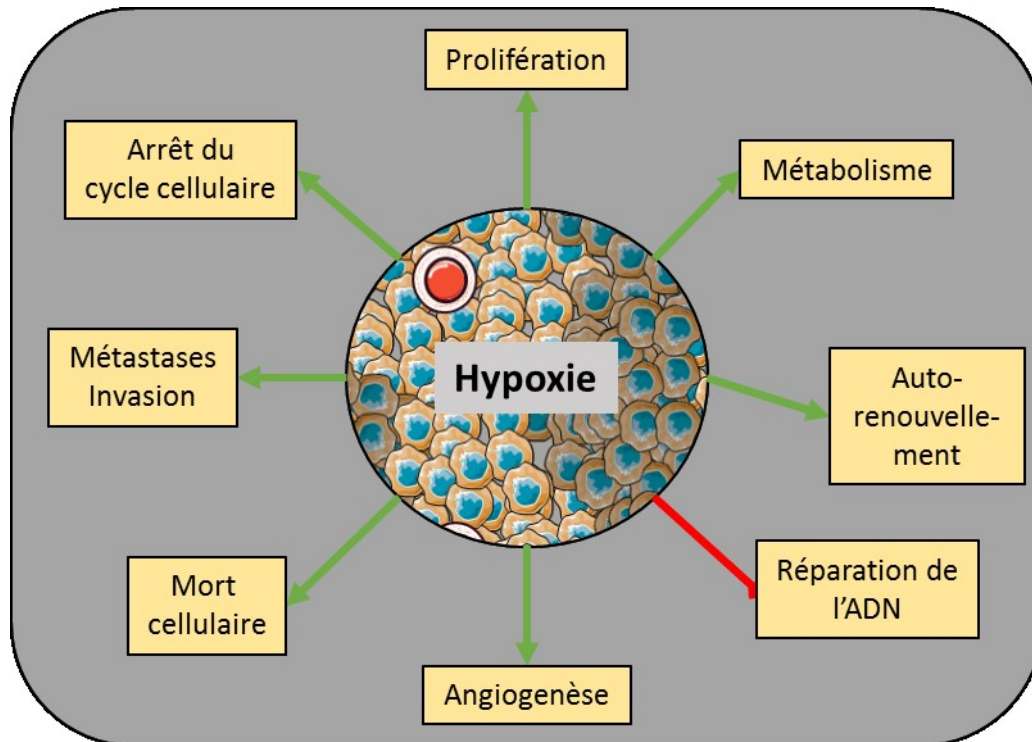 Prolifération
Arrêt du
cycle cellulaire
Métabolisme
Métastases
Invasion
Hypoxie
Auto-
renouvelle-
ment
Mort
cellulaire
Réparation de
l’ADN
Angiogenèse